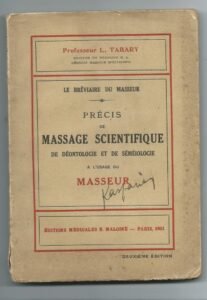 Professeur L. TABARY
LE BRÉVIAIRE DU MASSEUR
PRÉCIS
DE
MASSAGE SCIENTIFIQUE
DE DÉONTOLOGIE ET DE SÉMÉIOLOGIE
A L'USAGE DU
MASSEUR
ÉDITIONS MÉDICALES N. MALOINE — PARIS 1931
DEUXIÈME ÉDITION